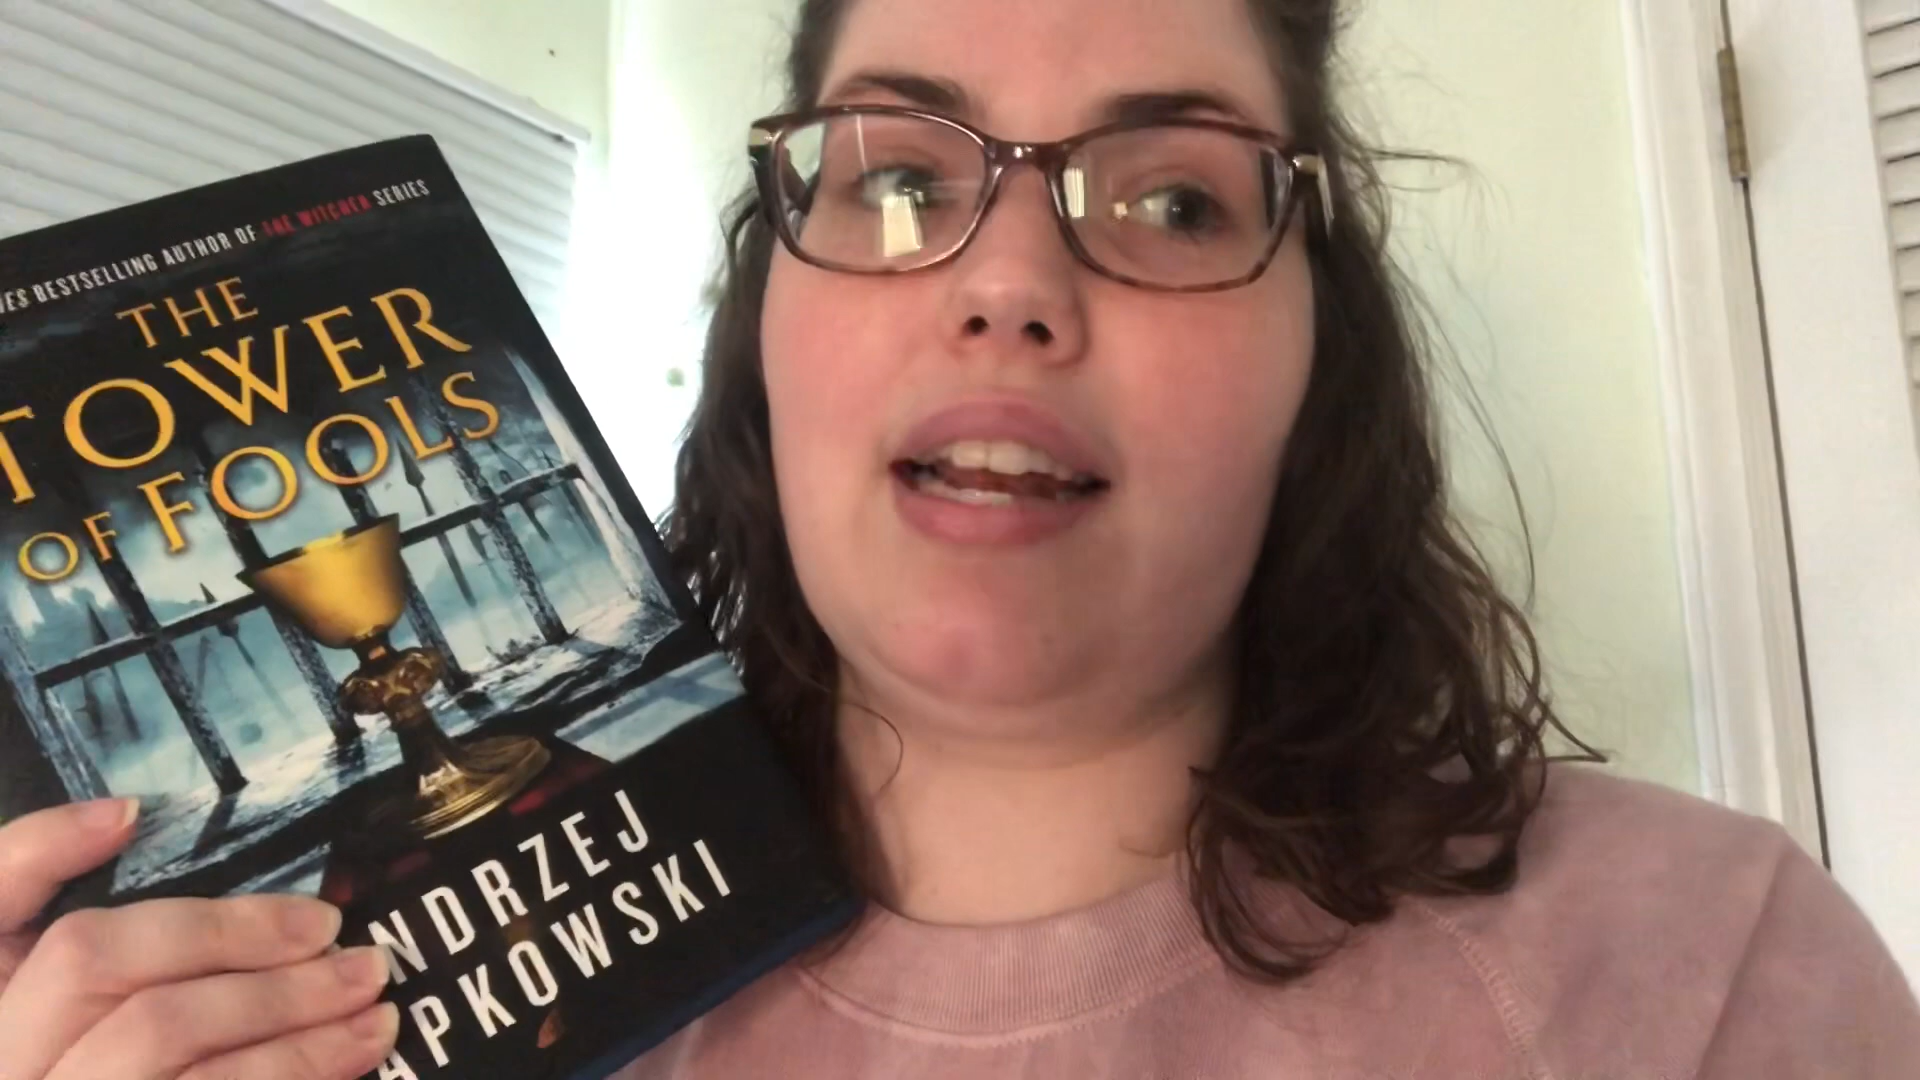 BESTSELLING AUTHOR OF THE WITCHER SERIES
THE
TOWER
OF FOOLS
NDRZEJ
APKOWSKI